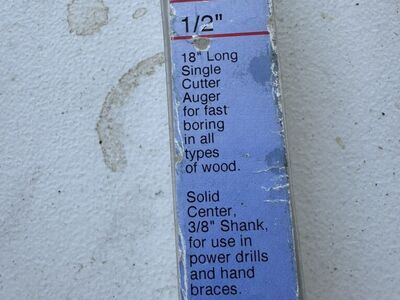 1/2"
18" Long
Single
Cutter
Auger
for fast
boring
in all
types
of wood.
Solid
Center,
3/8" Shank,
for use in
power drills
and hand
braces.